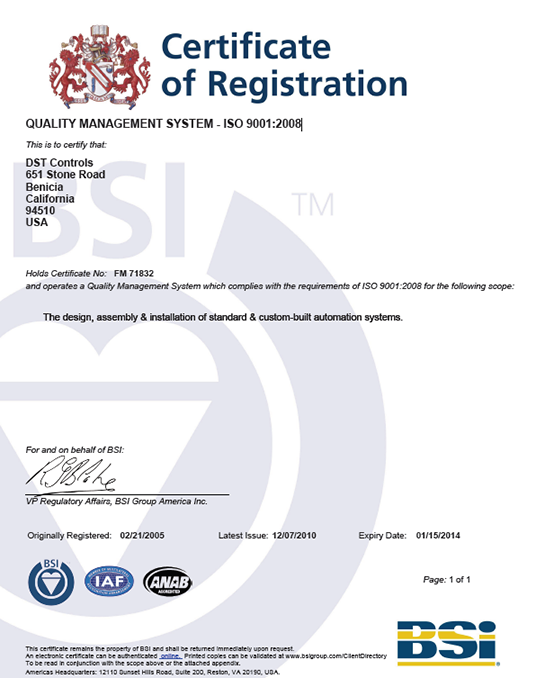 Certificate
of Registration
QUALITY MANAGEMENT SYSTEM - ISO 9001:2008
This is to certify that:
DST Controls
651 Stone Road
Benicia
California
94510
USA
BSI
TM
Holds Certificate No: FM 71832
and operates a Quality Management System which complies with the requirements of ISO 9001:2008 for the following scope:
The design, assembly & installation of standard & custom-built automation systems.
For and on behalf of BSI:
VP Regulatory Affairs, BSI Group America Inc.
Originally Registered: 02/21/2005 Latest Issue: 12/07/2010 Expiry Date: 01/15/2014
BSI
IAF
ANAB
ACCREDITED
Page: 1 of 1
BSi
This certificate remains the property of BSI and shall be returned immediately upon request.
An electronic certificate can be authenticated online. Printed copies can be validated at www.bsigroup.com/ClientDirectory
To be read in conjunction with the scope above or the attached appendix.
Americas Headquarters: 12110 Sunset Hills Road, Suite 200, Reston, VA 20190, USA.